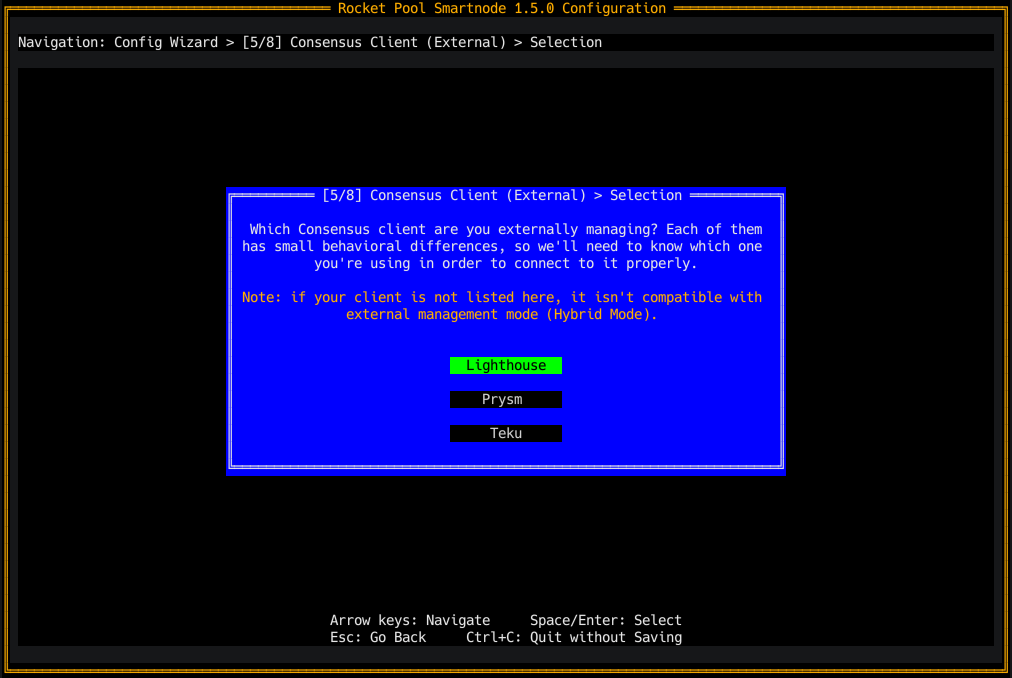 Rocket Pool Smartnode 1.5.0 Configuration
Navigation: Config Wizard > [5/8] Consensus Client (External) > Selection
[5/8] Consensus Client (External) > Selection
Which Consensus client are you externally managing? Each of them
has small behavioral differences, so we'll need to know which one
you're using in order to connect to it properly.
Note: if your client is not listed here, it isn't compatible with
external management mode (Hybrid Mode).
Lighthouse
Prysm
Teku
Arrow keys: Navigate     Space/Enter: Select
Esc: Go Back     Ctrl+C: Quit without Saving